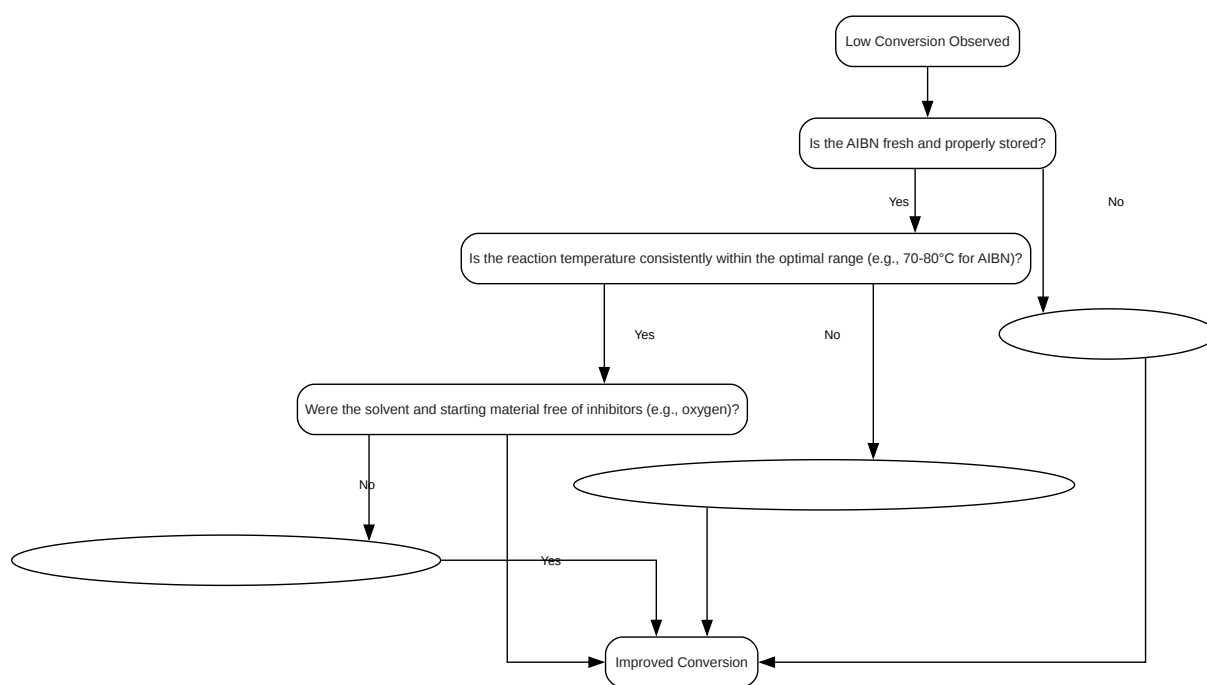 Low Conversion Observed
Is the AIBN fresh and properly stored?
Yes
No
Is the reaction temperature consistently within the optimal range (e.g., 70-80°C for AIBN)?
Yes
No
Were the solvent and starting material free of inhibitors (e.g., oxygen)?
No
Yes
Improved Conversion